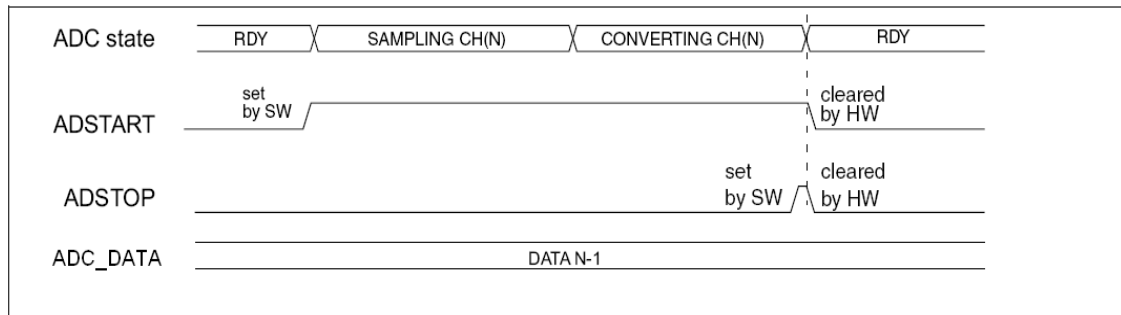 ADC state RDY SAMPLING CH(N) CONVERTING CH(N) RDY
set
by SW
cleared
by HW
ADSTART
set
by SW
cleared
by HW
ADSTOP
ADC_DATA DATA N-1